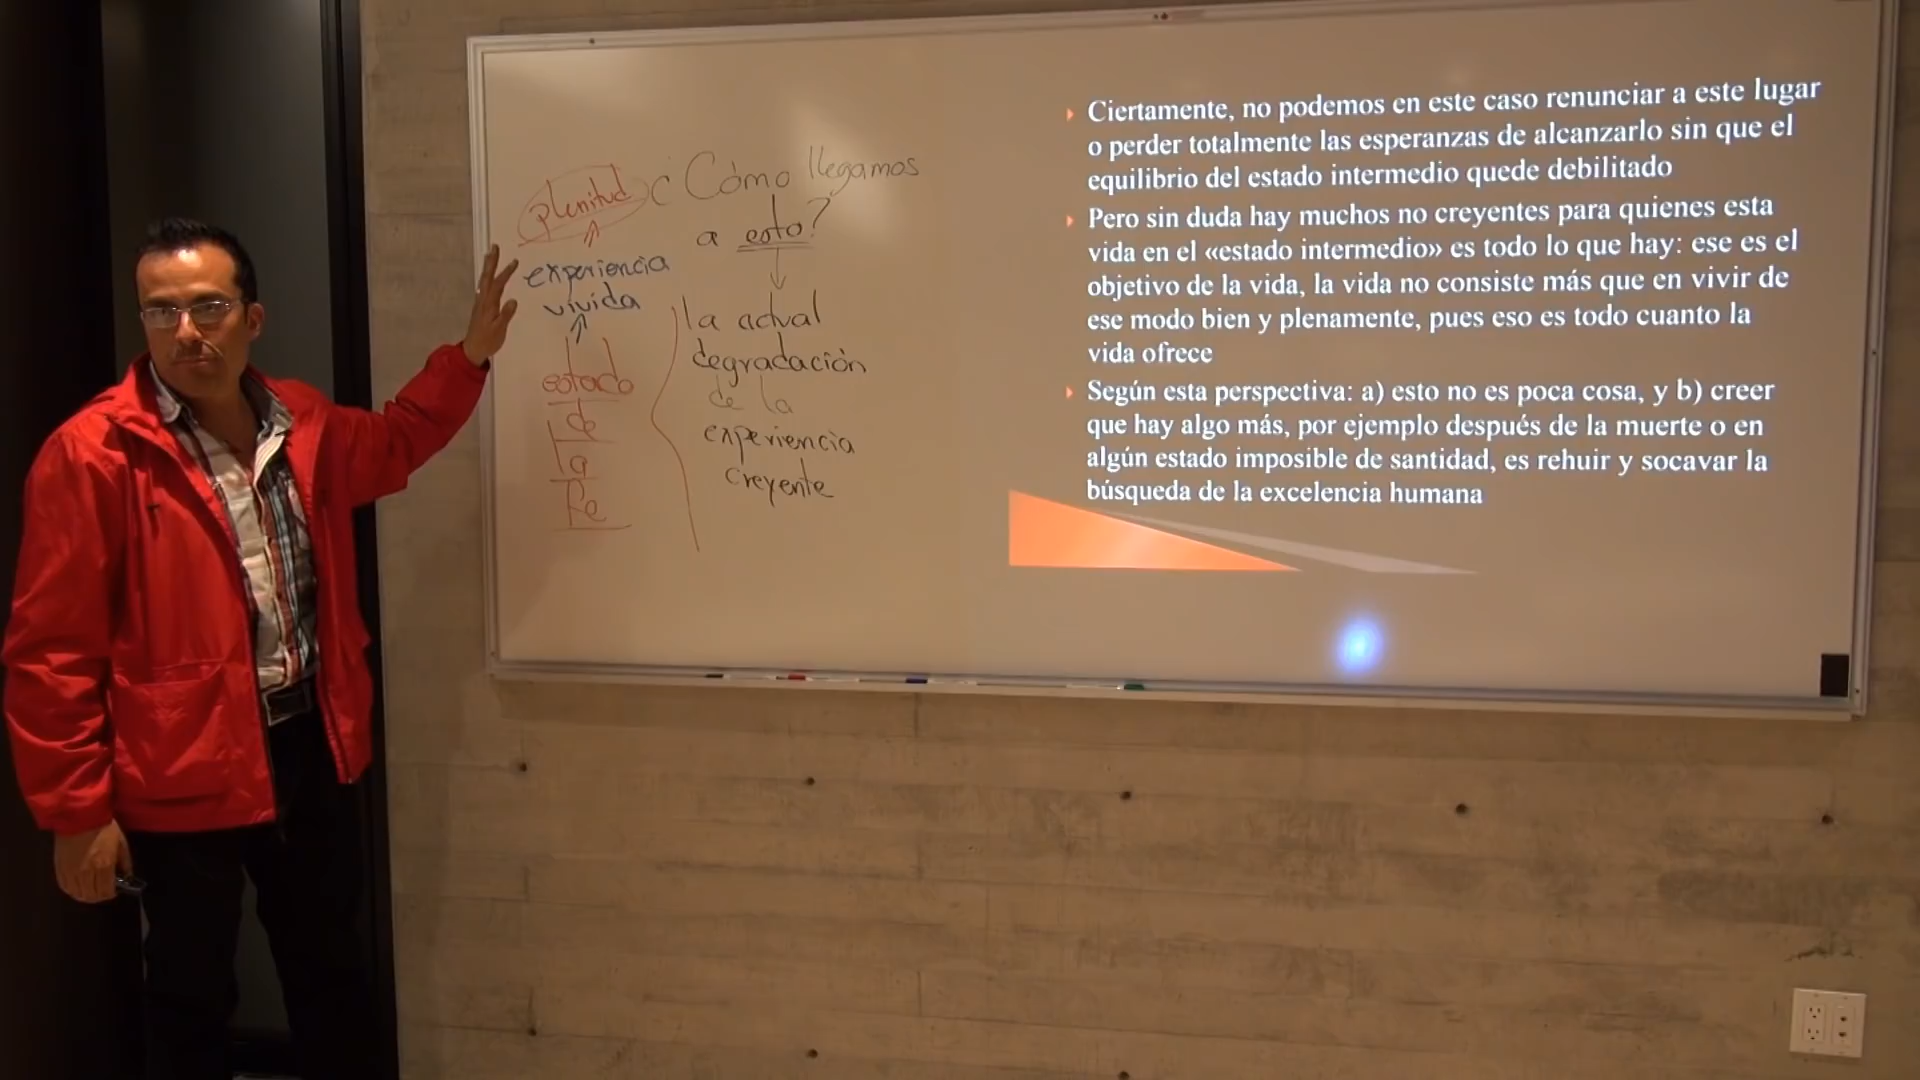 plenitud
experiencia
vivida
estado
de
la
fe
¿Cómo llegamos
a esto?
la actual
degradación
de la
experiencia
creyente
Ciertamente, no podemos en este caso renunciar a este lugar
o perder totalmente las esperanzas de alcanzarlo sin que el
equilibrio del estado intermedio quede debilitado
Pero sin duda hay muchos no creyentes para quienes esta
vida en el «estado intermedio» es todo lo que hay: ese es el
objetivo de la vida, la vida no consiste más que en vivir de
ese modo bien y plenamente, pues eso es todo cuanto la
vida ofrece
Según esta perspectiva: a) esto no es poca cosa, y b) creer
que hay algo más, por ejemplo después de la muerte o en
algún estado imposible de santidad, es rehuir y socavar la
búsqueda de la excelencia humana